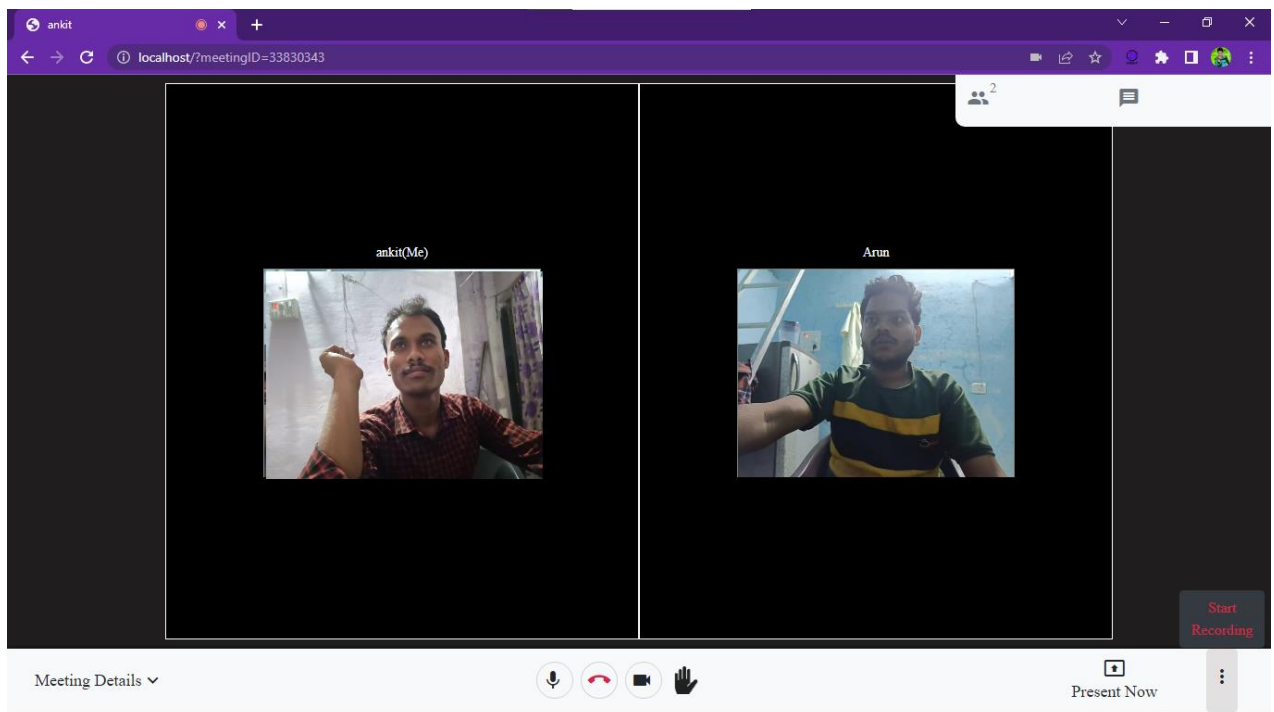 ankit
localhost/?meetingID=33830343
2
ankit(Me)
Arun
Start
Recording
Meeting Details
Present Now